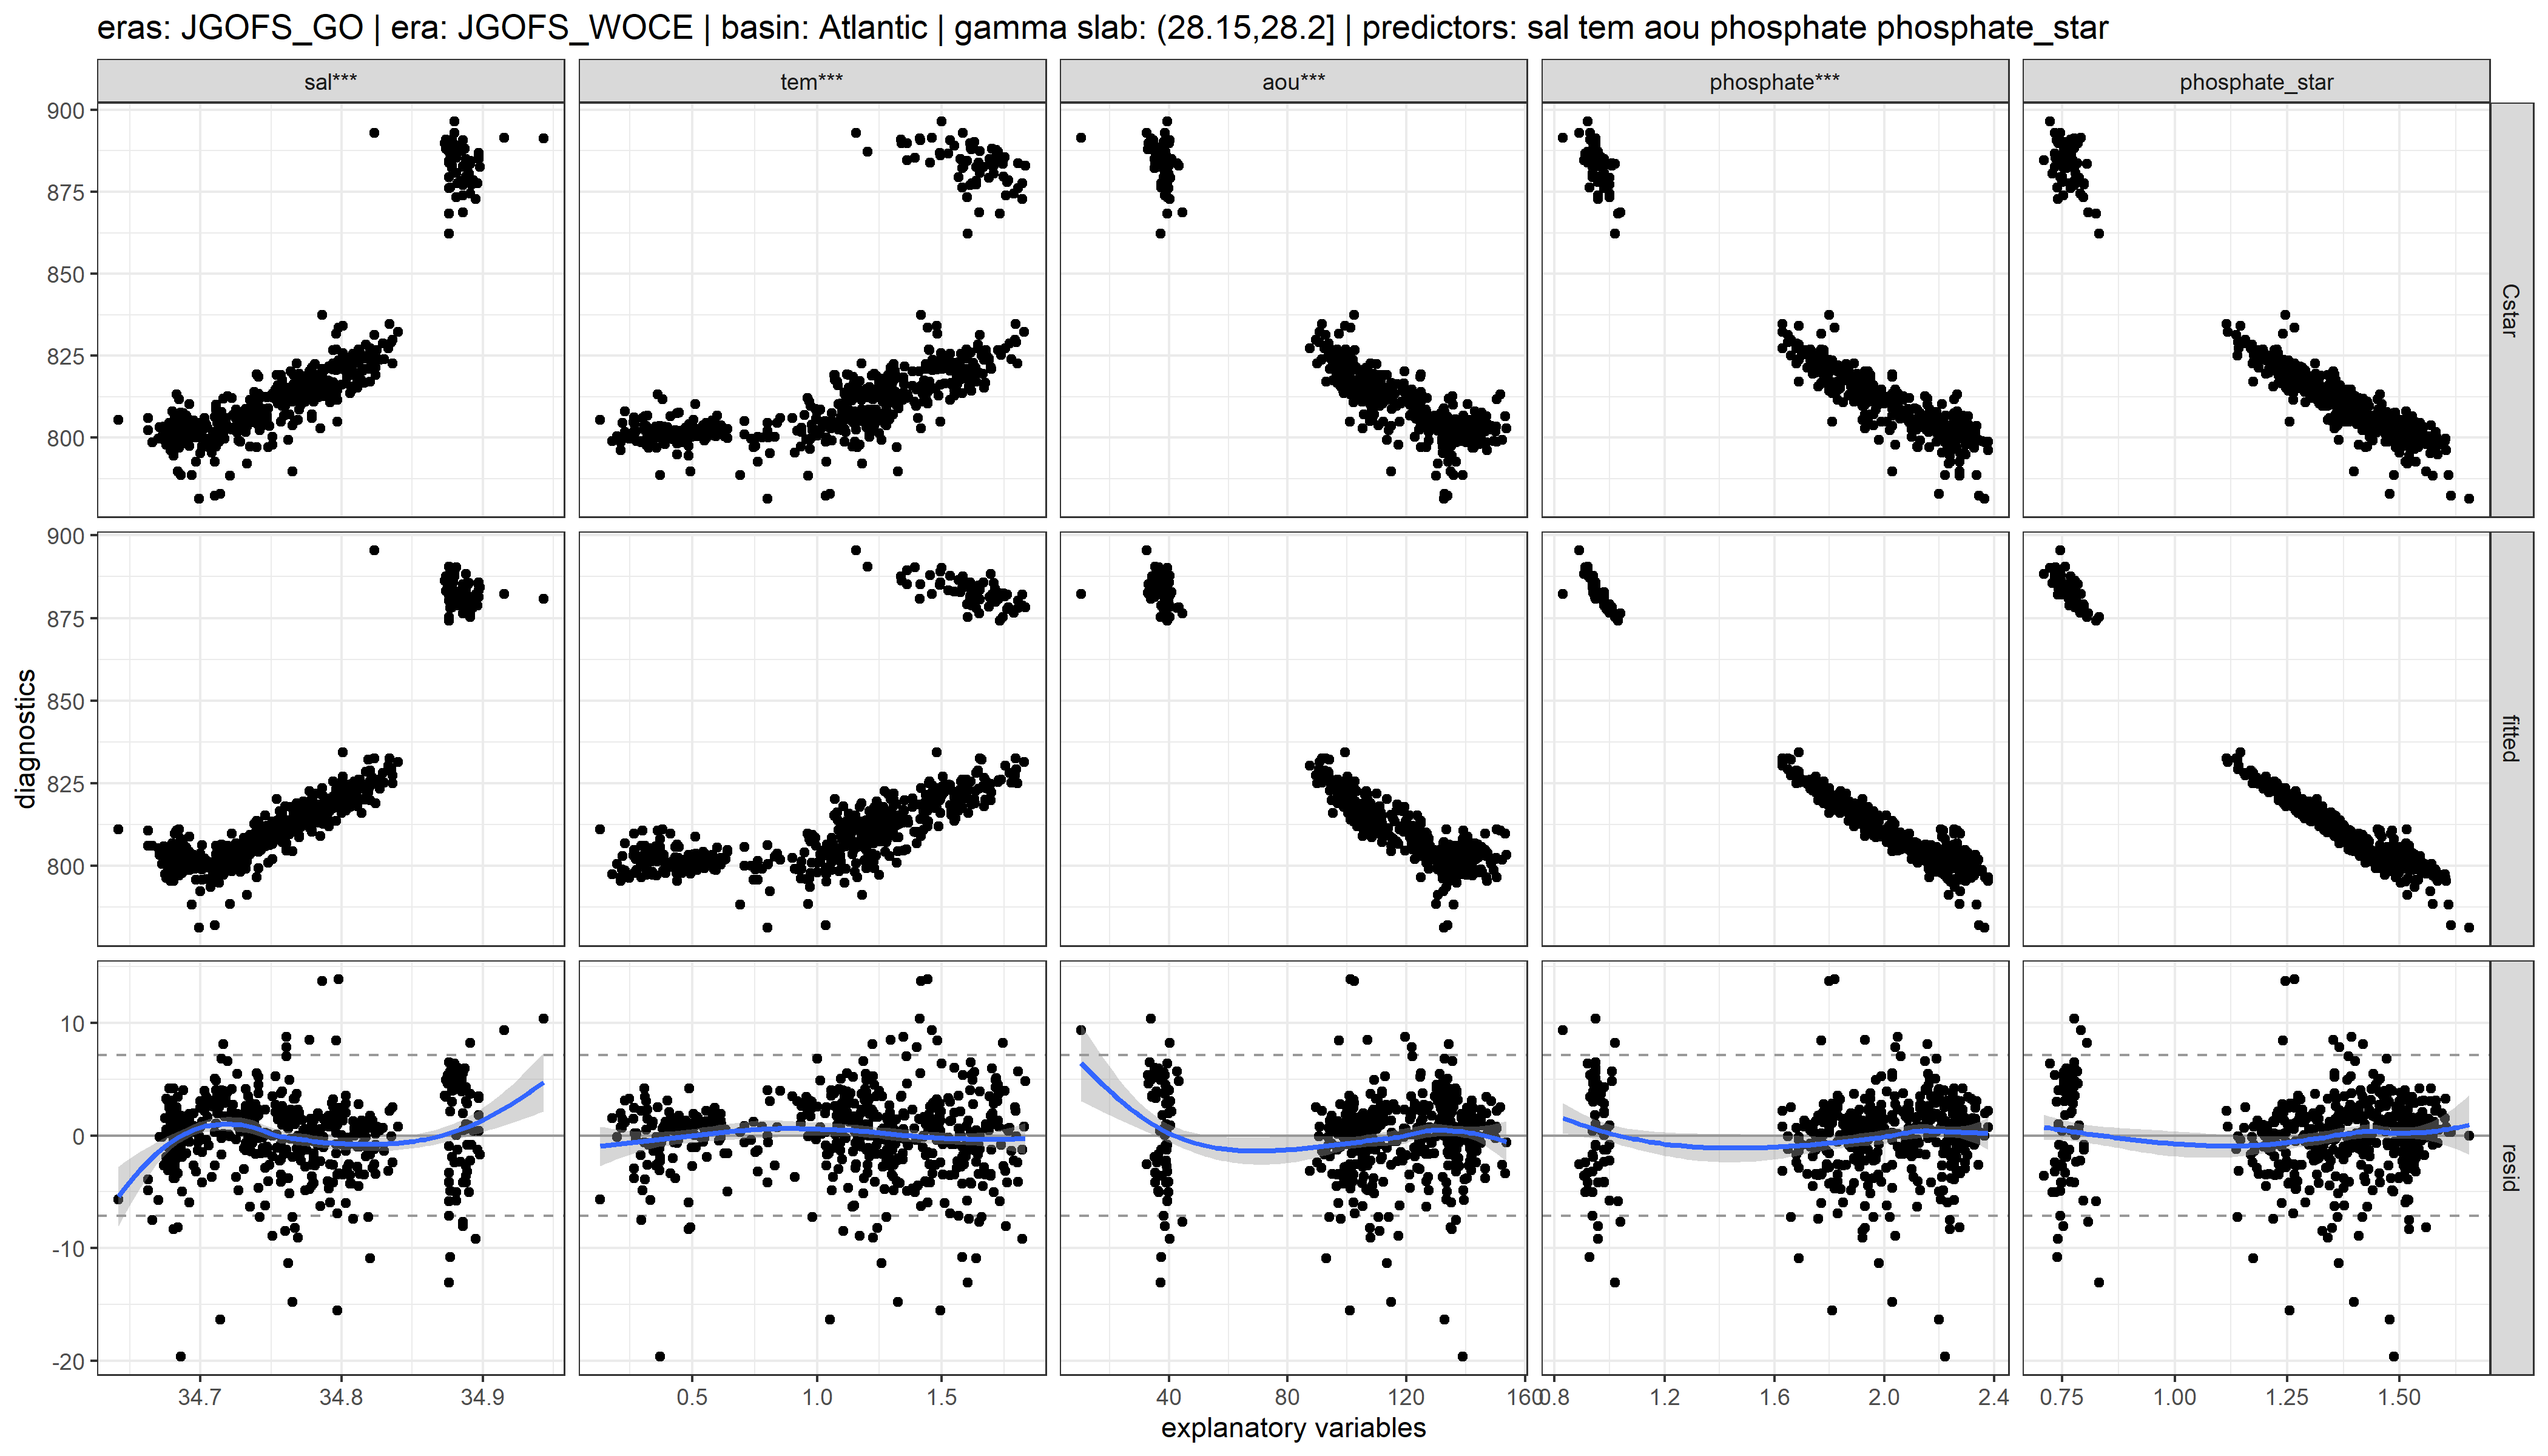 eras: JGOFS_GO | era: JGOFS_WOCE | basin: Atlantic | gamma slab: (28.15,28.2] | predictors: sal tem aou phosphate phosphate_star
sal*** tem*** aou*** phosphate*** phosphate_star
900
875
850
825
800
Cstar
900
875
850
825
800
fitted
diagnostics
10
0
-10
-20
resid
34.7 34.8 34.9 0.5 1.0 1.5 40 80 120 160 0.8 1.2 1.6 2.0 2.4 0.75 1.00 1.25 1.50
explanatory variables